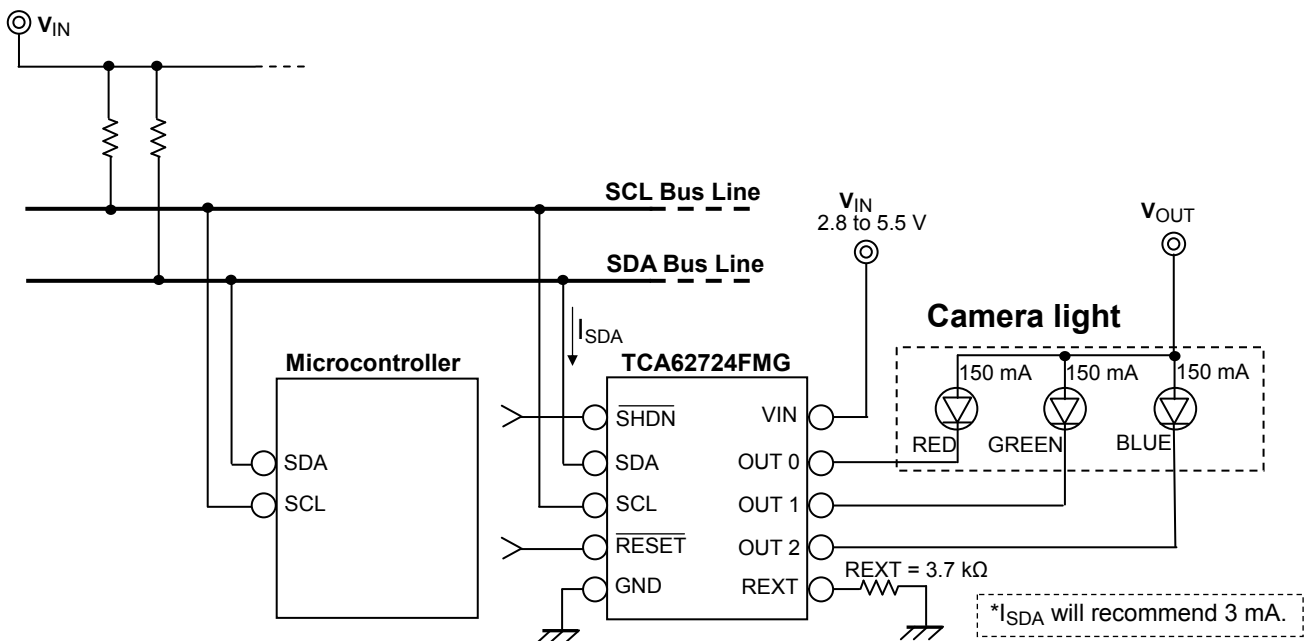 VIN
SCL Bus Line
SDA Bus Line
VIN
2.8 to 5.5 V
VOUT
ISDA
Camera light
Microcontroller
TCA62724FMG
150 mA
150 mA
150 mA
SHDN
VIN
RED
GREEN
BLUE
SDA
SDA
OUT 0
SCL
SCL
OUT 1
RESET
OUT 2
GND
REXT
REXT = 3.7 kΩ
*ISDA will recommend 3 mA.